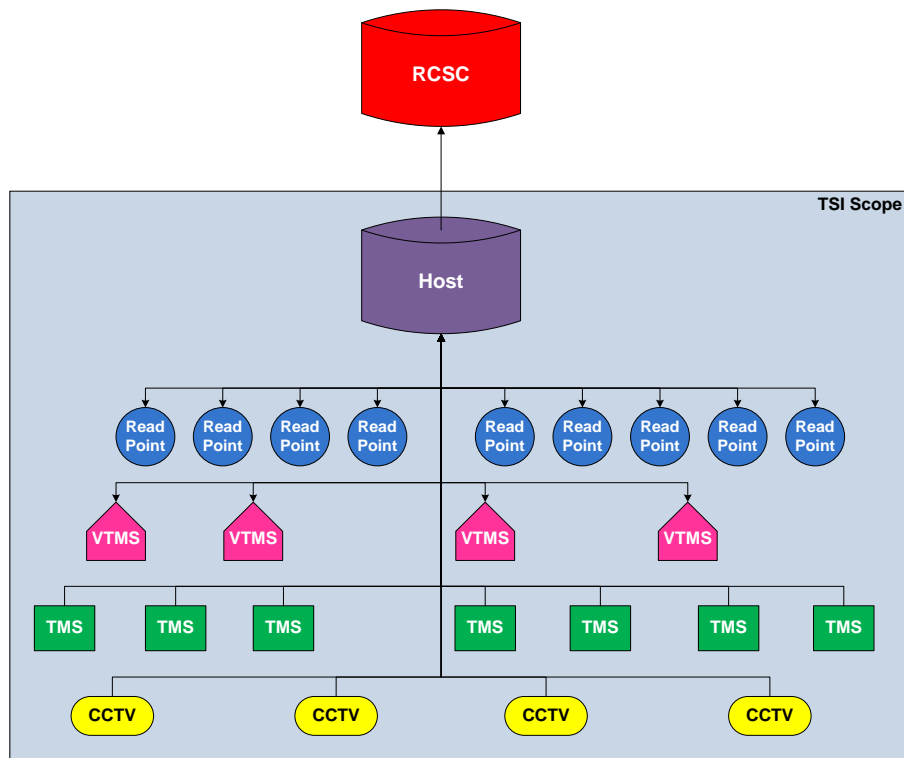 RCSC
TSI Scope
Host
Read Point
Read Point
Read Point
Read Point
Read Point
Read Point
Read Point
Read Point
Read Point
VTMS
VTMS
VTMS
VTMS
TMS
TMS
TMS
TMS
TMS
TMS
TMS
CCTV
CCTV
CCTV
CCTV